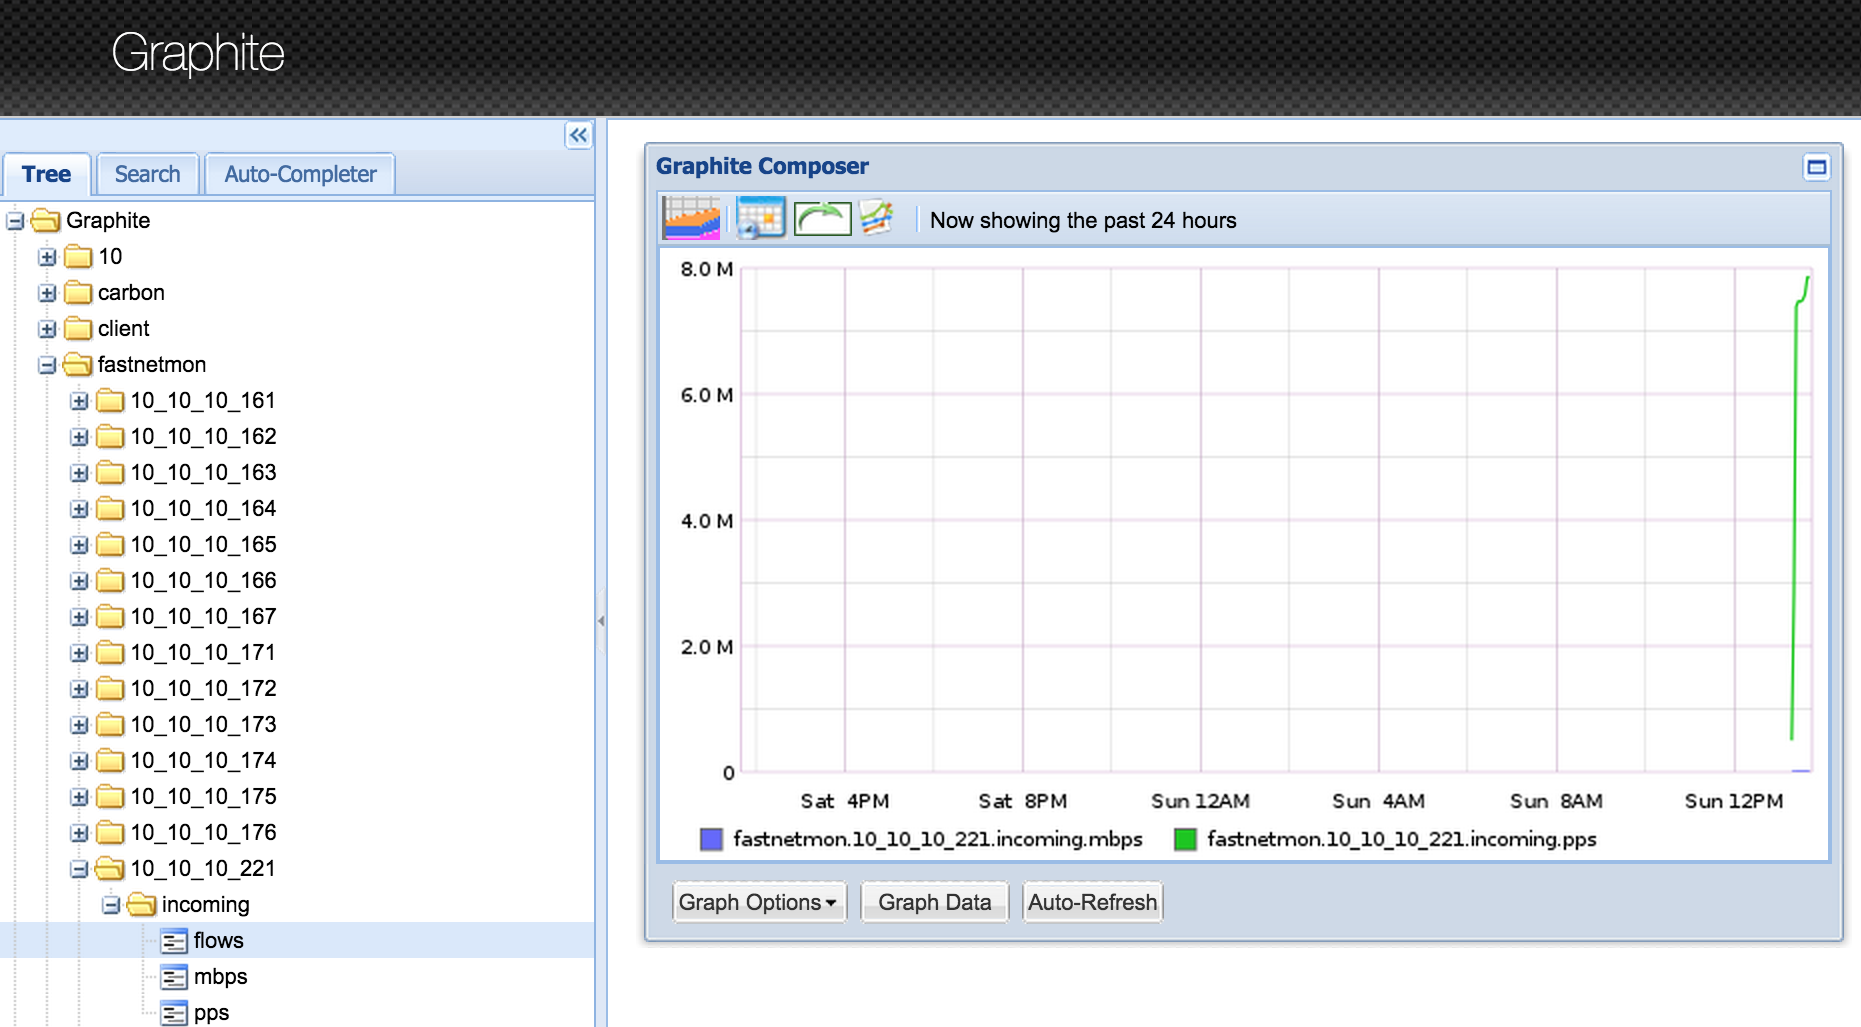 Graphite
Tree Search Auto-Completer
Graphite
10
carbon
client
fastnetmon
10_10_10_161
10_10_10_162
10_10_10_163
10_10_10_164
10_10_10_165
10_10_10_166
10_10_10_167
10_10_10_171
10_10_10_172
10_10_10_173
10_10_10_174
10_10_10_175
10_10_10_176
10_10_10_221
incoming
flows
mbps
pps
Graphite Composer
Now showing the past 24 hours
8.0 M
6.0 M
4.0 M
2.0 M
0
Sat 4PM Sat 8PM Sun 12AM Sun 4AM Sun 8AM Sun 12PM
fastnetmon.10_10_10_221.incoming.mbps fastnetmon.10_10_10_221.incoming.pps
Graph Options Graph Data Auto-Refresh